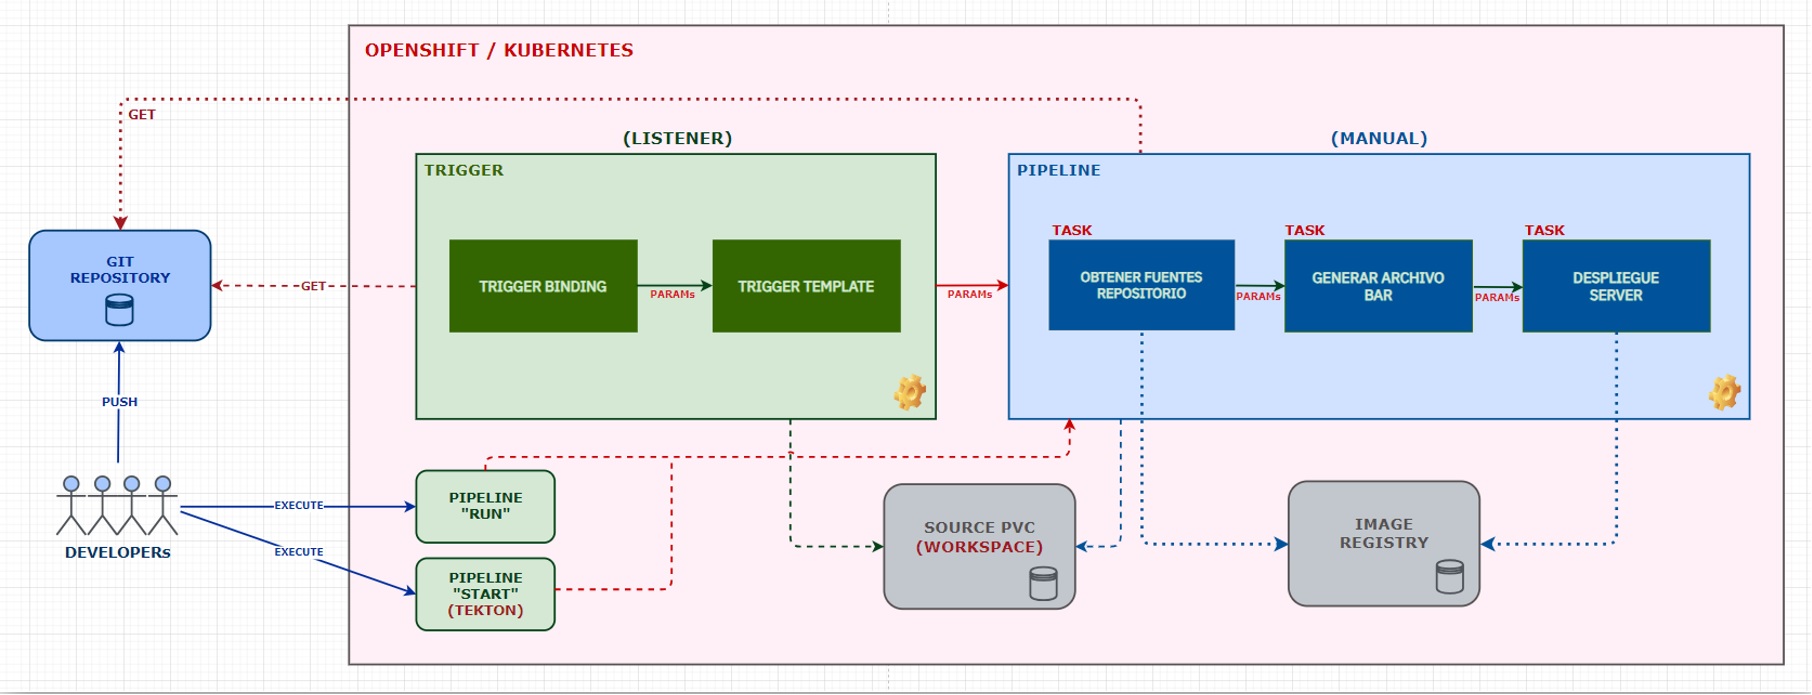 OPENSHIFT / KUBERNETES
GET
(LISTENER)
(MANUAL)
TRIGGER
PIPELINE
TASK
TASK
TASK
GIT
REPOSITORY
GET
TRIGGER BINDING
PARAMs
TRIGGER TEMPLATE
PARAMs
OBTENER FUENTES
REPOSITORIO
PARAMs
GENERAR ARCHIVO
BAR
PARAMs
DESPLIEGUE
SERVER
PUSH
DEVELOPERs
EXECUTE
EXECUTE
PIPELINE
"RUN"
PIPELINE
"START"
(TEKTON)
SOURCE PVC
(WORKSPACE)
IMAGE
REGISTRY